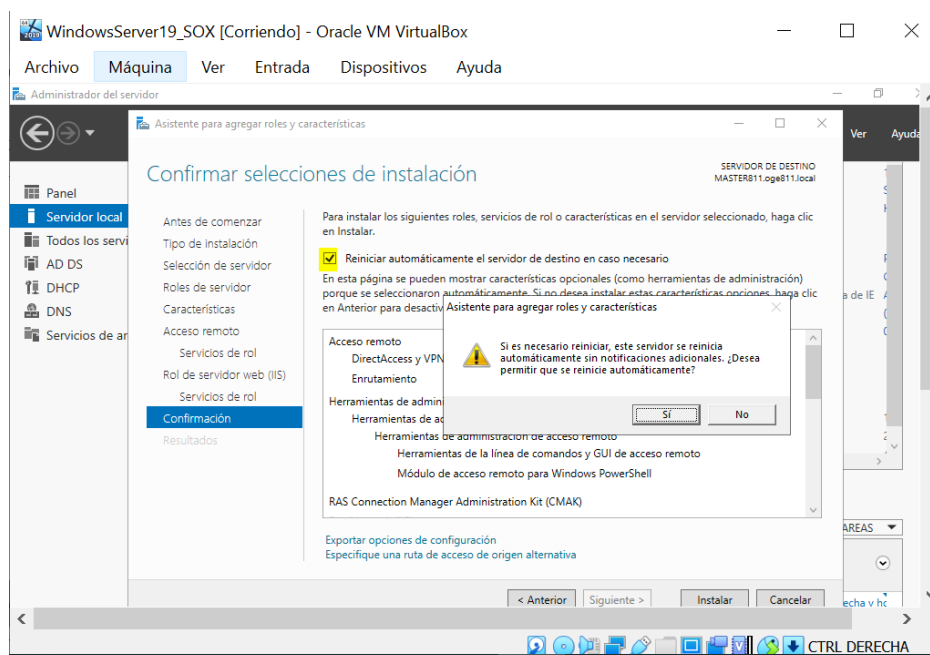 WindowsServer19_SOX [Corriendo] - Oracle VM VirtualBox
Archivo Máquina Ver Entrada Dispositivos Ayuda
Administrador del servidor
Ver Ayuda
Panel
Servidor local
Todos los servi
AD DS
DHCP
DNS
Servicios de ar
Asistente para agregar roles y características
Confirmar selecciones de instalación
SERVIDOR DE DESTINO
MASTER811.oge811.local
Antes de comenzar
Tipo de instalación
Selección de servidor
Roles de servidor
Características
Acceso remoto
Servicios de rol
Rol de servidor web (IIS)
Servicios de rol
Confirmación
Resultados
Para instalar los siguientes roles, servicios de rol o características en el servidor seleccionado, haga clic
en Instalar.
Reiniciar automáticamente el servidor de destino en caso necesario
En esta página se pueden mostrar características opcionales (como herramientas de administración)
porque se seleccionaron automáticamente. Si no desea instalar estas características opciones, haga clic
en Anterior para desactiv
Asistente para agregar roles y características
Si es necesario reiniciar, este servidor se reinicia
automáticamente sin notificaciones adicionales. ¿Desea
permitir que se reinicie automáticamente?
Sí No
Acceso remoto
DirectAccess y VPN
Enrutamiento
Herramientas de admini
Herramientas de ad
Herramientas de administración de acceso remoto
Herramientas de la línea de comandos y GUI de acceso remoto
Módulo de acceso remoto para Windows PowerShell
RAS Connection Manager Administration Kit (CMAK)
Exportar opciones de configuración
Especifique una ruta de acceso de origen alternativa
< Anterior Siguiente > Instalar Cancelar
a de IE
AREAS
echa y ho
CTRL DERECHA